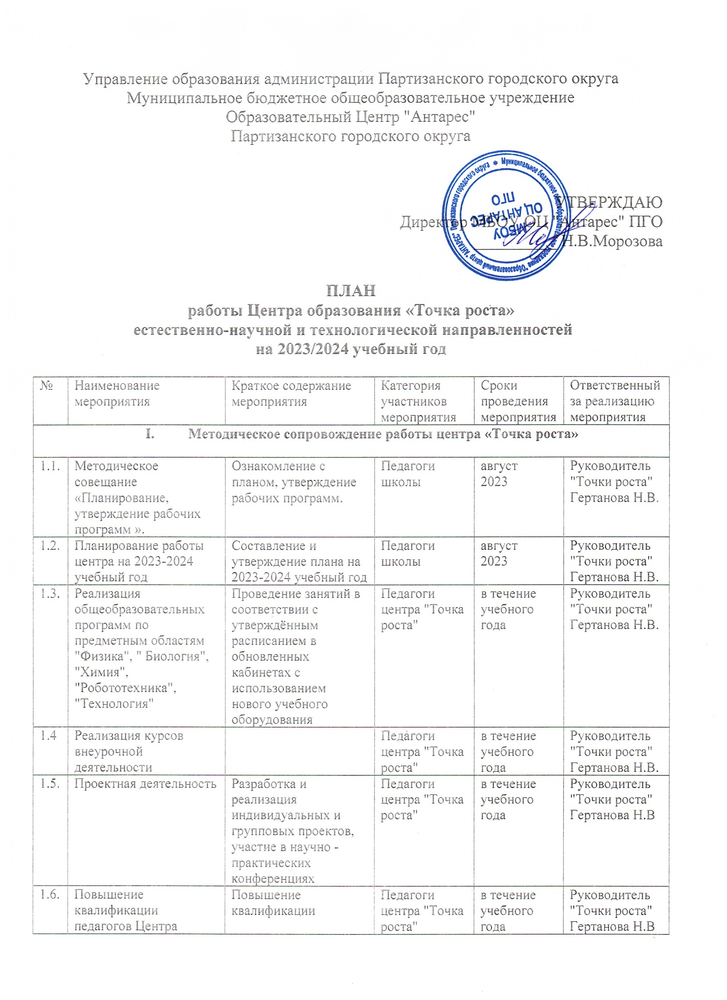 Управление образования администрации Партизанского городского округа
Муниципальное бюджетное общеобразовательное учреждение
Образовательный Центр "Антарес"
Партизанского городского округа
УТВЕРЖДАЮ
Директор МБОУ ОЦ "Антарес" ПГО
Н.В.Морозова
Муниципальное бюджетное общеобразовательное учреждение "Образовательный центр "АНТАРЕС" Партизанского городского округа *
МБОУ
ОЦ АНТАРЕС
ПГО
ПЛАН
работы Центра образования «Точка роста»
естественно-научной и технологической направленностей
на 2023/2024 учебный год
№
Наименование
мероприятия
Краткое содержание
мероприятия
Категория
участников
мероприятия
Сроки
проведения
мероприятия
Ответственный
за реализацию
мероприятия
I. Методическое сопровождение работы центра «Точка роста»
1.1.
Методическое
совещание
«Планирование,
утверждение рабочих
программ ».
Ознакомление с
планом, утверждение
рабочих программ.
Педагоги
школы
август
2023
Руководитель
"Точки роста"
Гертанова Н.В.
1.2.
Планирование работы
центра на 2023-2024
учебный год
Составление и
утверждение плана на
2023-2024 учебный год
Педагоги
школы
август
2023
Руководитель
"Точки роста"
Гертанова Н.В.
1.3.
Реализация
общеобразовательных
программ по
предметным областям
"Физика", " Биология",
"Химия",
"Робототехника",
"Технология"
Проведение занятий в
соответствии с
утверждённым
расписанием в
обновленных
кабинетах с
использованием
нового учебного
оборудования
Педагоги
центра "Точка
роста"
в течение
учебного
года
Руководитель
"Точки роста"
Гертанова Н.В.
1.4
Реализация курсов
внеурочной
деятельности
Педагоги
центра "Точка
роста"
в течение
учебного
года
Руководитель
"Точки роста"
Гертанова Н.В.
1.5.
Проектная деятельность
Разработка и
реализация
индивидуальных и
групповых проектов,
участие в научно -
практических
конференциях
Педагоги
центра "Точка
роста"
в течение
учебного
года
Руководитель
"Точки роста"
Гертанова Н.В
1.6.
Повышение
квалификации
педагогов Центра
Повышение
квалификации
Педагоги
центра "Точка
роста"
в течение
учебного
года
Руководитель
"Точки роста"
Гертанова Н.В